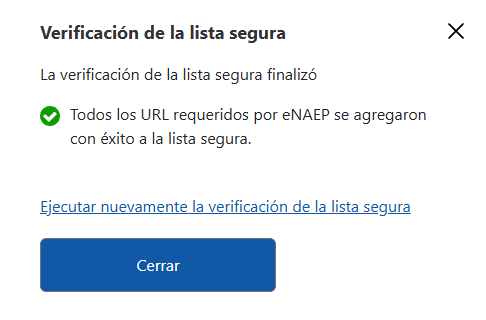 Verificación de la lista segura
La verificación de la lista segura finalizó
Todos los URL requeridos por eNAEP se agregaron
con éxito a la lista segura.
Ejecutar nuevamente la verificación de la lista segura
Cerrar